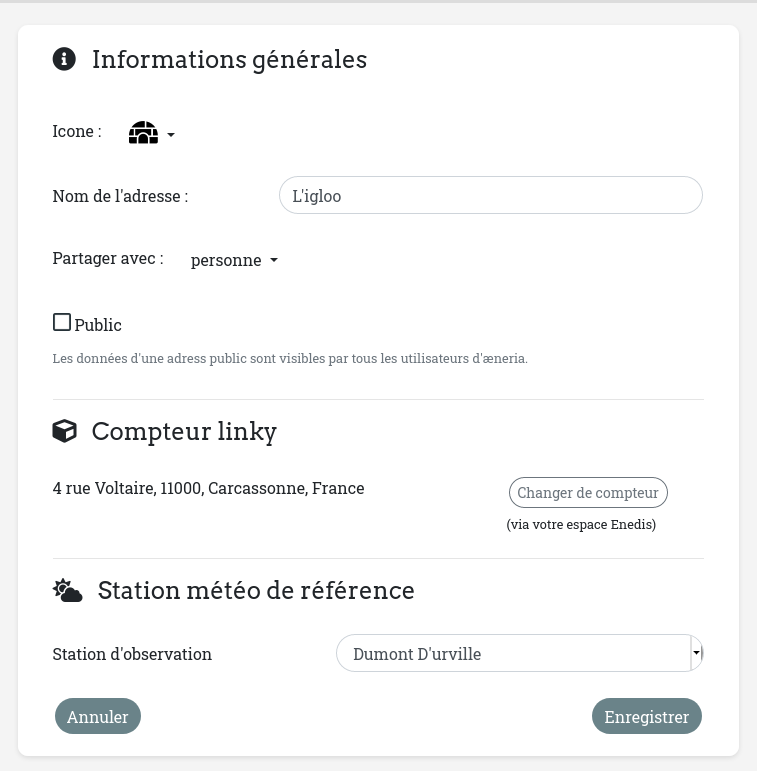 Informations générales
Icone :
Nom de l'adresse :
L'igloo
Partager avec :
personne
Public
Les données d'une adress public sont visibles par tous les utilisateurs d'æneria.
Compteur linky
4 rue Voltaire, 11000, Carcassonne, France
Changer de compteur
(via votre espace Enedis)
Station météo de référence
Station d'observation
Dumont D'urville
Annuler
Enregistrer